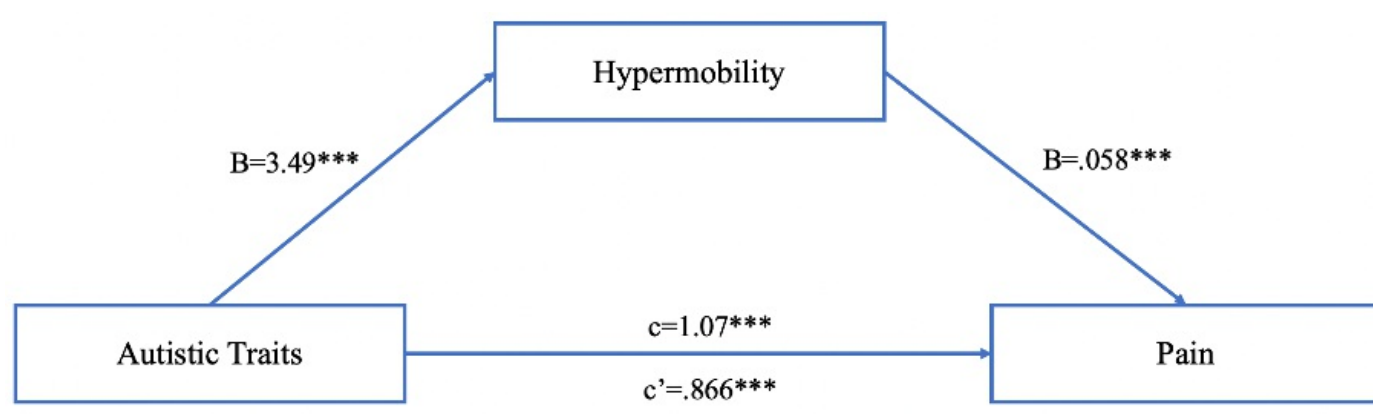 Hypermobility
B=3.49***
B=.058***
c=1.07***
Autistic Traits
Pain
c’=.866***